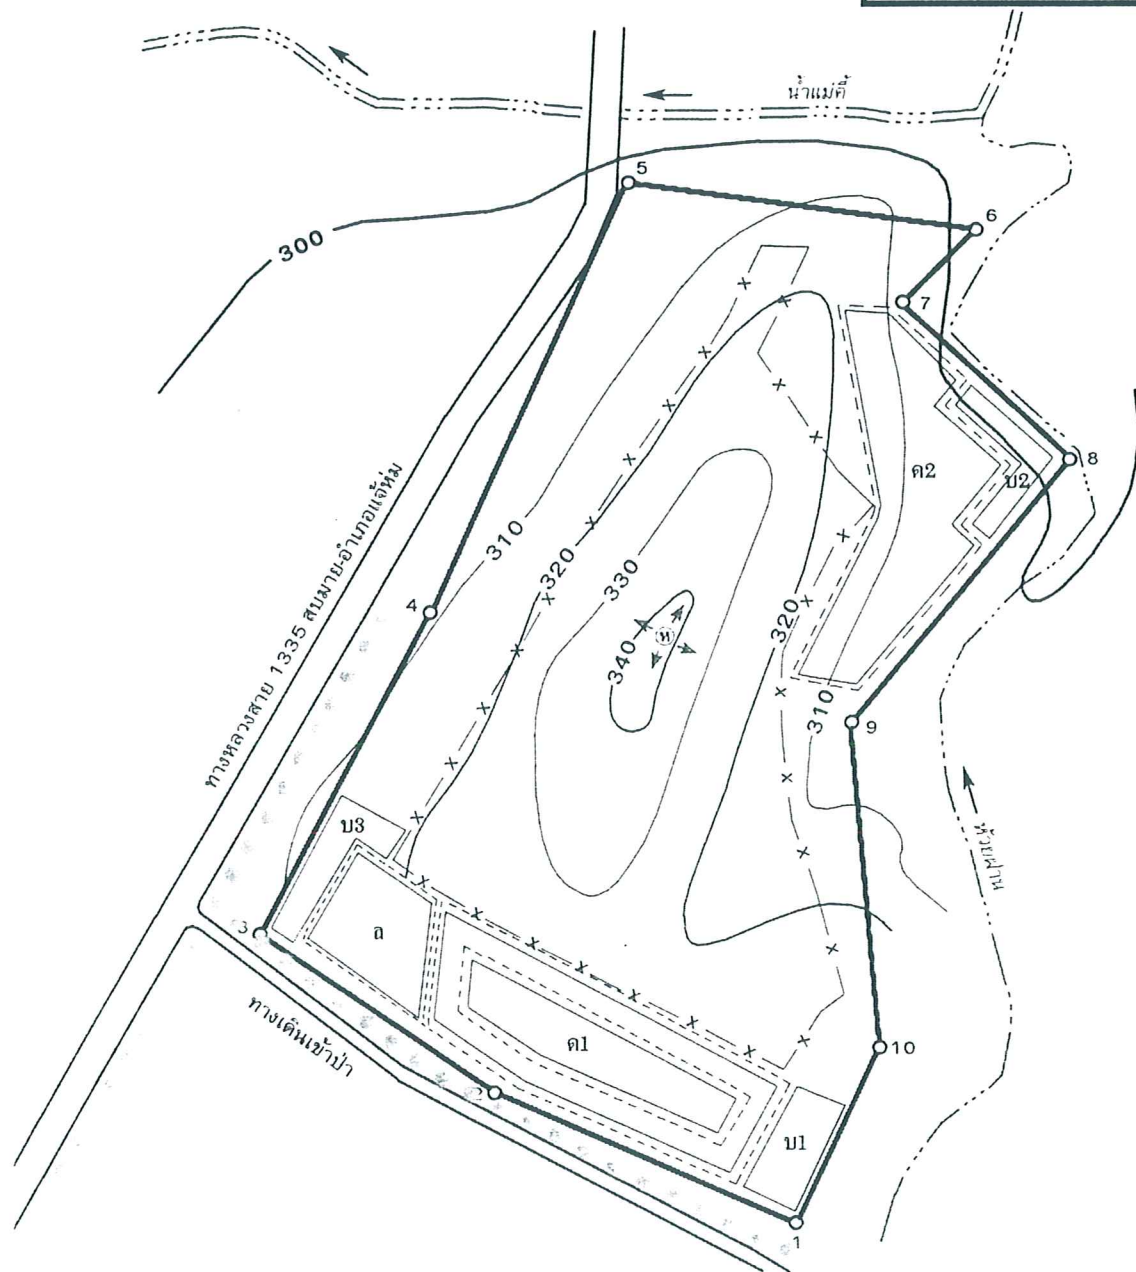 น้ำแม่ตี้
5
6
300
7
ด2
8
บ2
310
320
330
4
340
ห
320
310
9
ทางหลวงสาย 1335 สบมาย-อำเภอแจ้ห่ม
ห้วยฝาน
บ3
3
ล
ทางเดินเข้าป่า
ด1
10
2
บ1
1